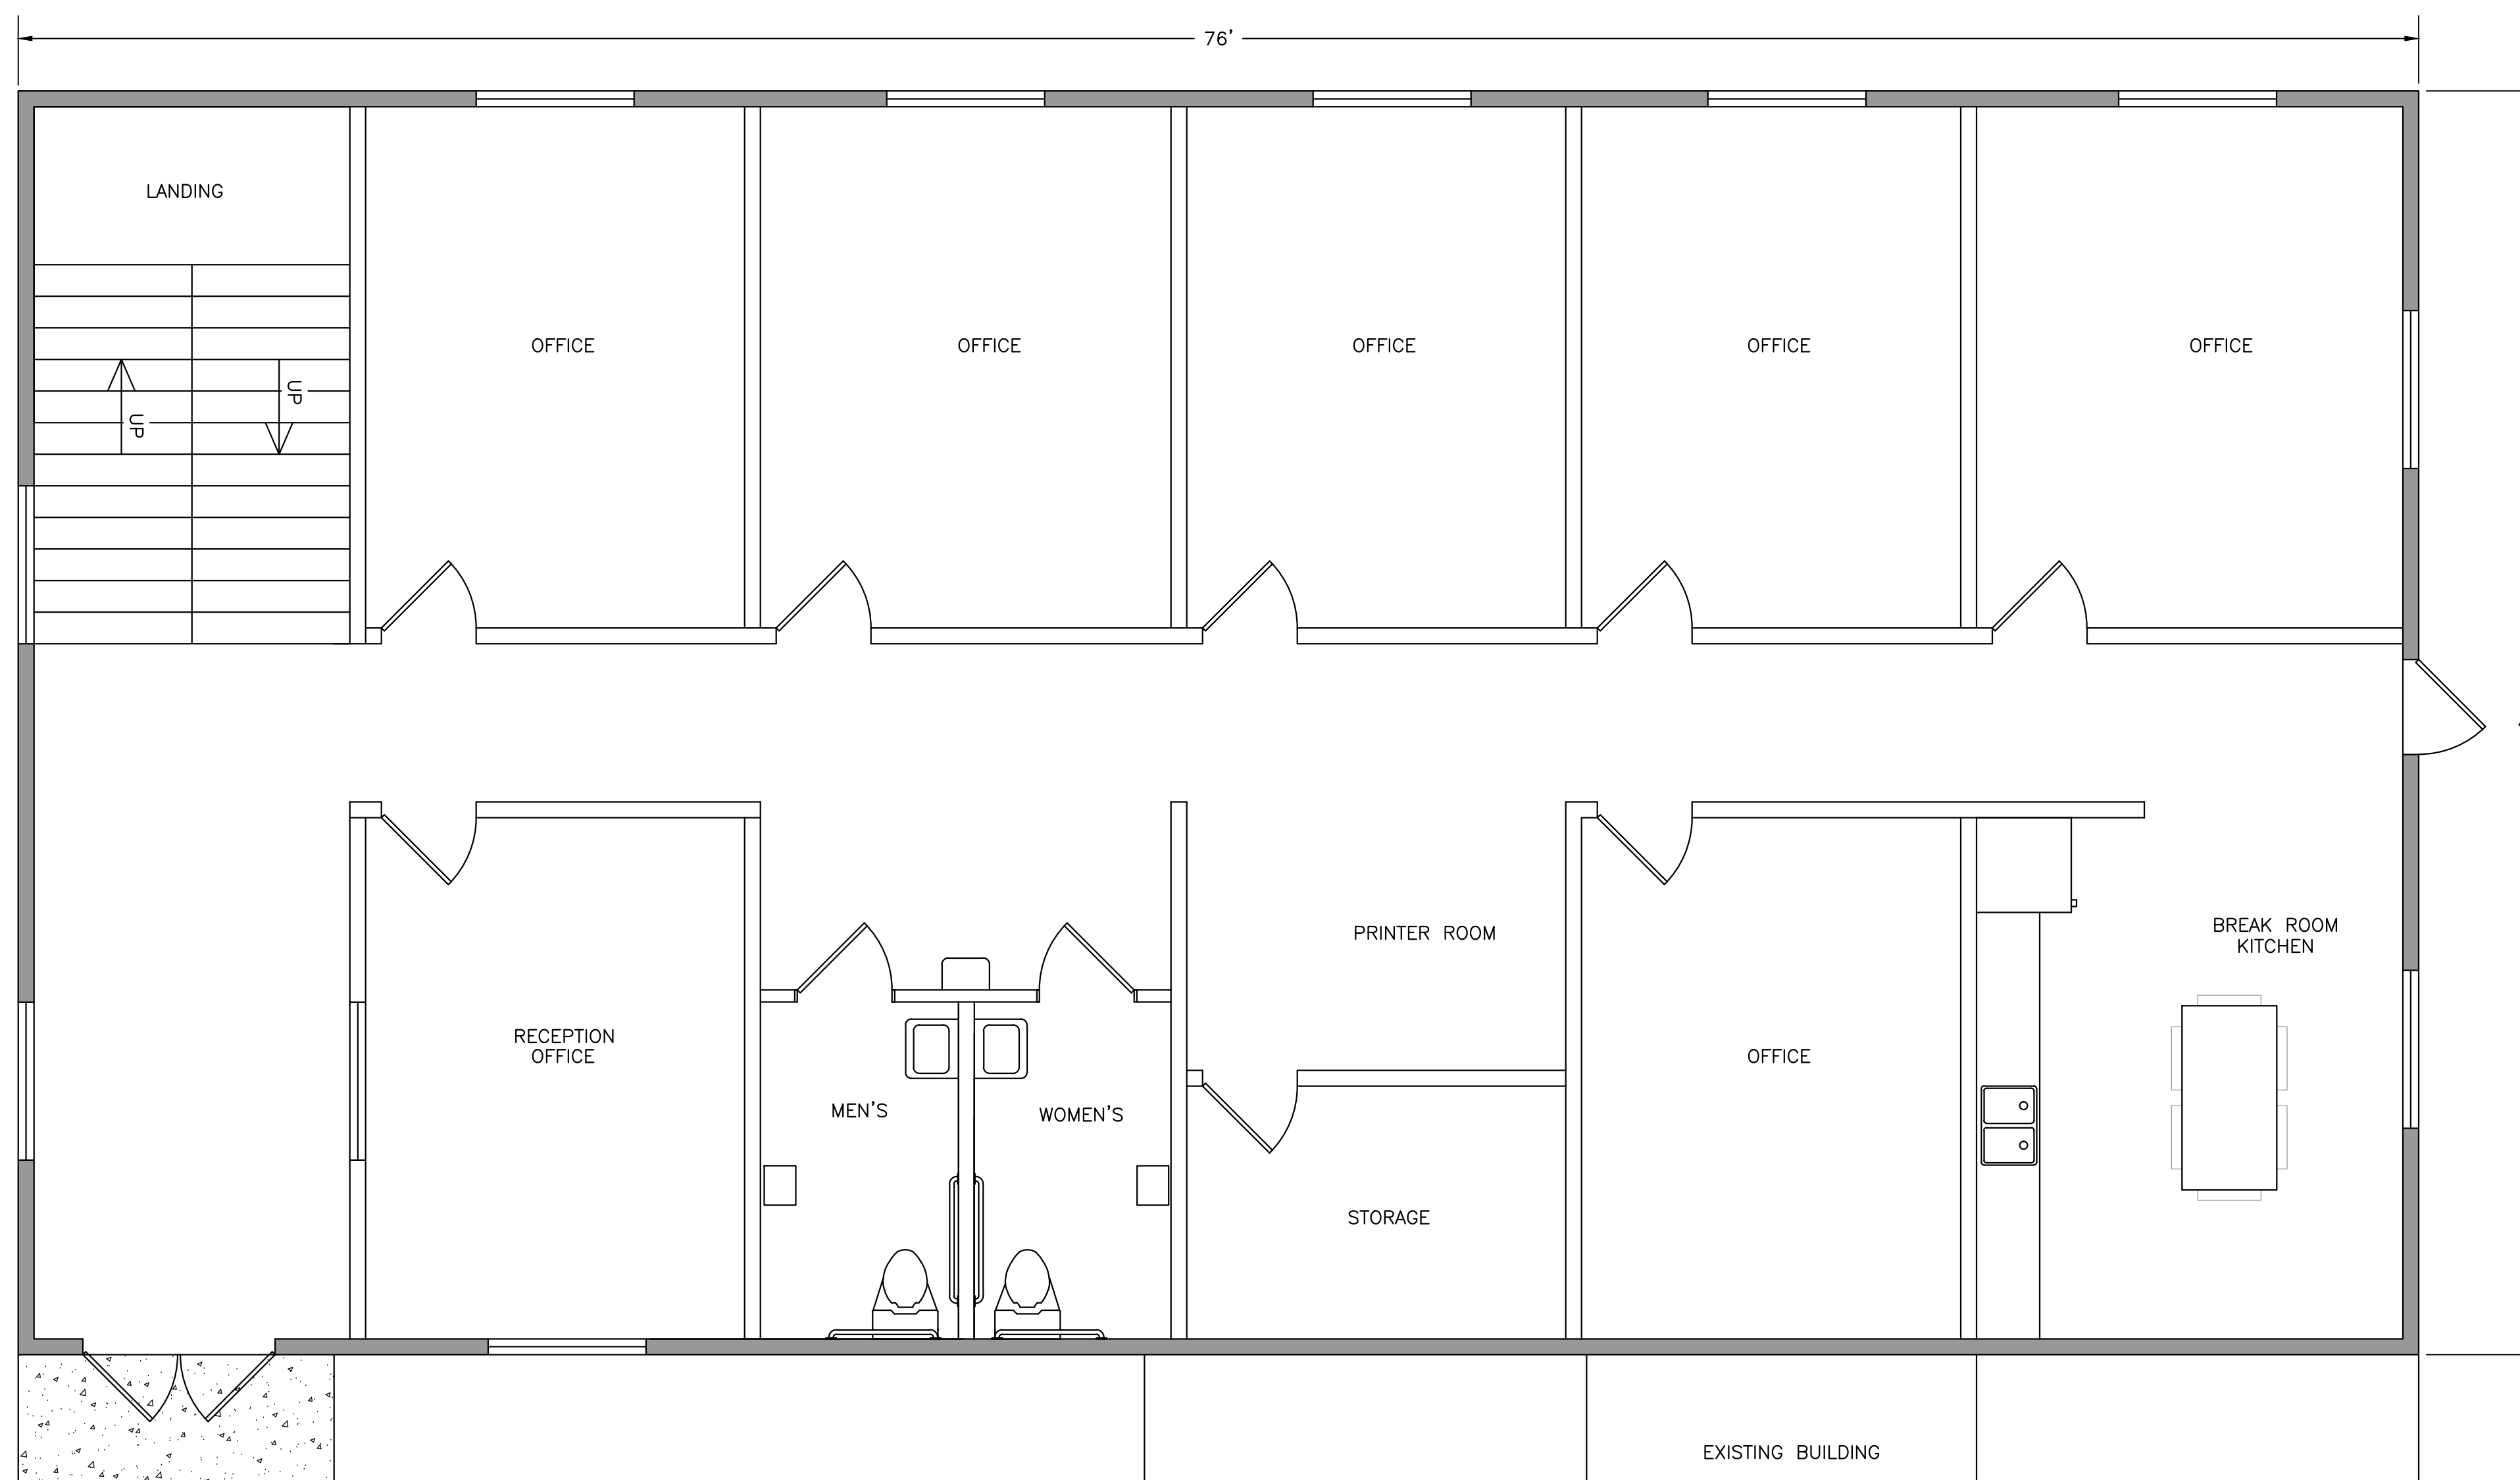 76'
LANDING
UP
UP
OFFICE
OFFICE
OFFICE
OFFICE
OFFICE
PRINTER ROOM
BREAK ROOM
KITCHEN
RECEPTION
OFFICE
MEN'S
WOMEN'S
OFFICE
STORAGE
EXISTING BUILDING